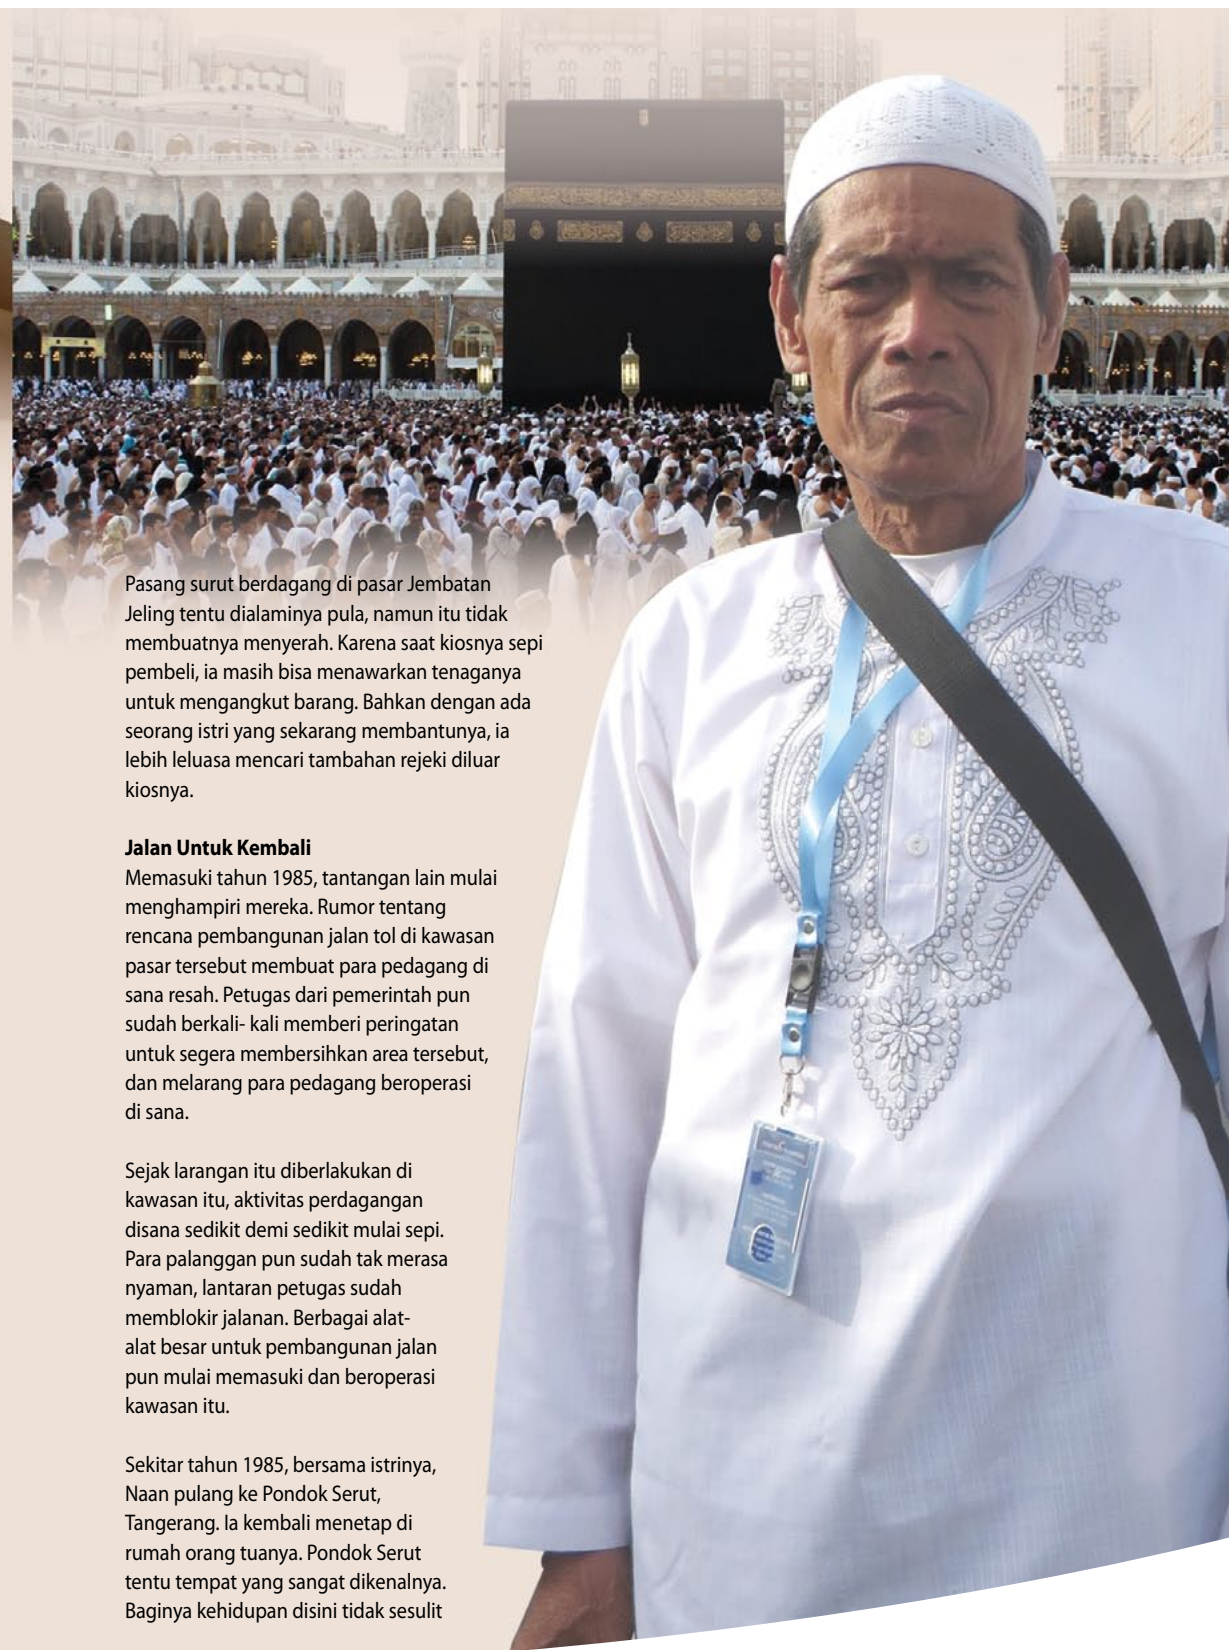 Pasang surut berdagang di pasar Jembatan
Jeling tentu dialaminya pula, namun itu tidak
membuatnya menyerah. Karena saat kiosnya sepi
pembeli, ia masih bisa menawarkan tenaganya
untuk mengangkut barang. Bahkan dengan ada
seorang istri yang sekarang membantunya, ia
lebih leluasa mencari tambahan rejeki diluar
kiosnya.
Jalan Untuk Kembali
Memasuki tahun 1985, tantangan lain mulai
menghampiri mereka. Rumor tentang
rencana pembangunan jalan tol di kawasan
pasar tersebut membuat para pedagang di
sana resah. Petugas dari pemerintah pun
sudah berkali- kali memberi peringatan
untuk segera membersihkan area tersebut,
dan melarang para pedagang beroperasi
di sana.
Sejak larangan itu diberlakukan di
kawasan itu, aktivitas perdagangan
disana sedikit demi sedikit mulai sepi.
Para palanggan pun sudah tak merasa
nyaman, lantaran petugas sudah
memblokir jalanan. Berbagai alat-
alat besar untuk pembangunan jalan
pun mulai memasuki dan beroperasi
kawasan itu.
Sekitar tahun 1985, bersama istrinya,
Naan pulang ke Pondok Serut,
Tangerang. Ia kembali menetap di
rumah orang tuanya. Pondok Serut
tentu tempat yang sangat dikenalnya.
Baginya kehidupan disini tidak sesulit